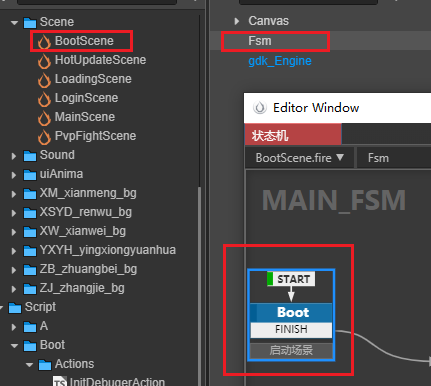 Scene
BootScene
HotUpdateScene
LoadingScene
LoginScene
MainScene
PvpFightScene
Sound
uiAnima
XM_xianmeng_bg
XSYD_renwu_bg
XW_xianwei_bg
YXYH_yingxiongyuanhua
ZB_zhuangbei_bg
ZJ_zhangjie_bg
Script
A
Boot
Actions
TS InitDebugerAction
Canvas
Fsm
gdk_Engine
Editor Window
状态机
BootScene.fire Fsm
MAIN_FSM
START
Boot
FINISH
启动场景